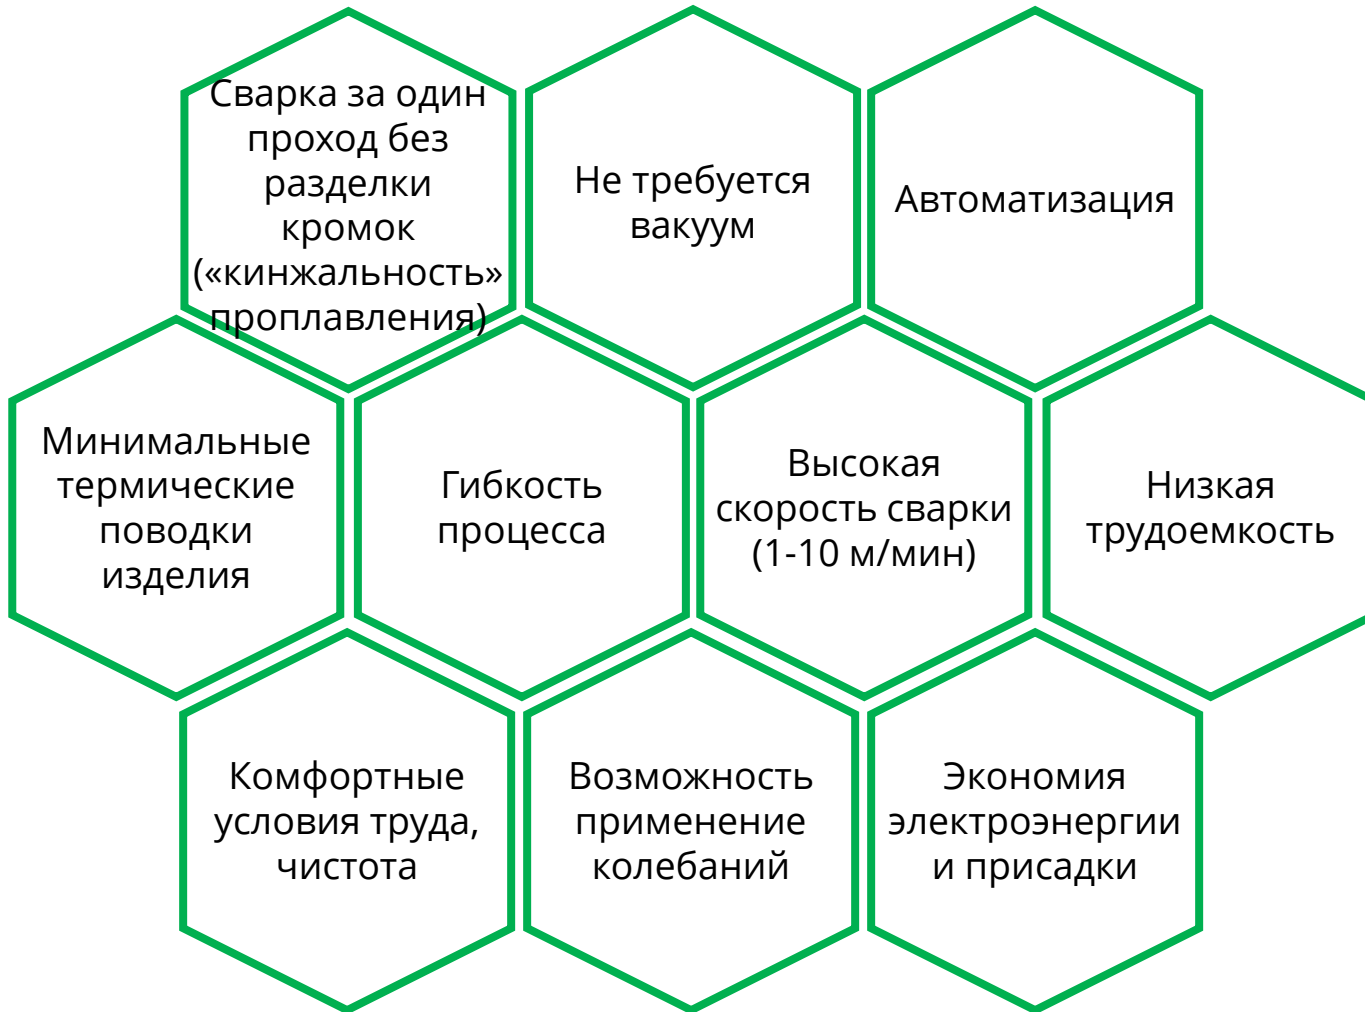 Сварка за один
проход без
разделки
кромок
(«кинжальность»
проплавления)
Не требуется
вакуум
Автоматизация
Минимальные
термические
поводки
изделия
Гибкость
процесса
Высокая
скорость сварки
(1-10 м/мин)
Низкая
трудоемкость
Комфортные
условия труда,
чистота
Возможность
применение
колебаний
Экономия
электроэнергии
и присадки